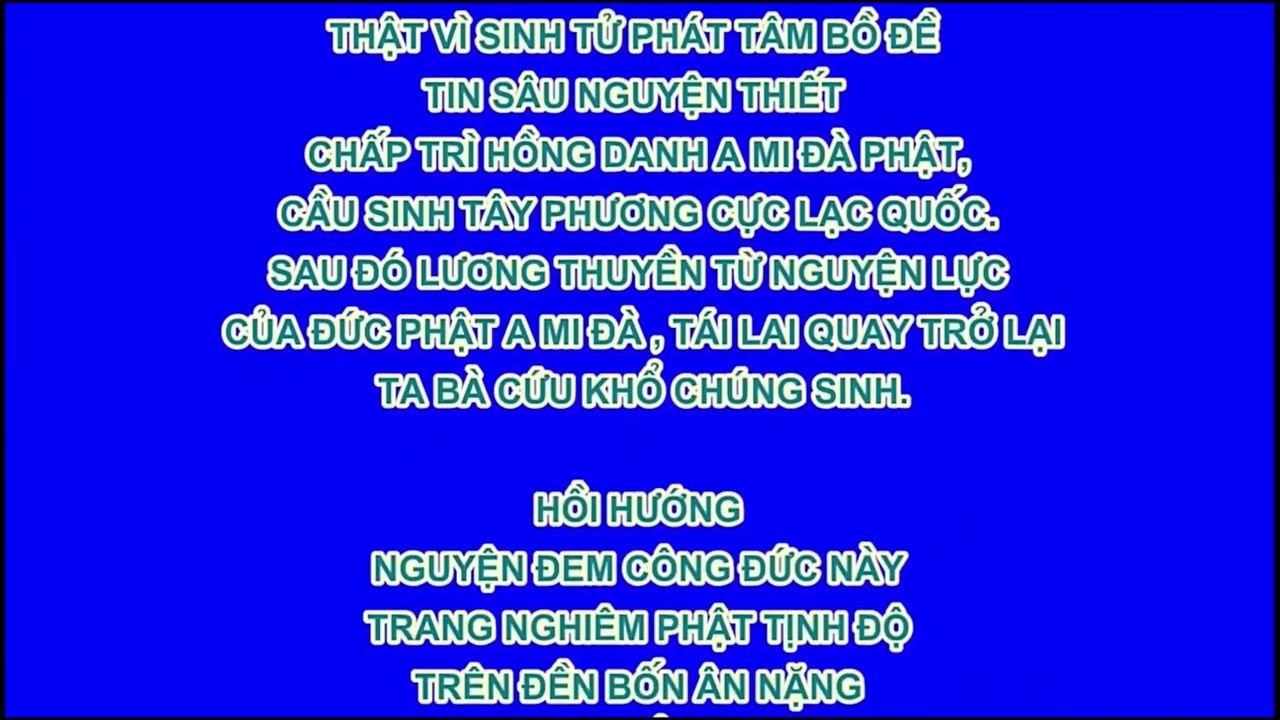 THẬT VÌ SINH TỬ PHÁT TÂM BỒ ĐỀ
TIN SÂU NGUYỆN THIẾT
CHẤP TRÌ HỒNG DANH A MI ĐÀ PHẬT,
CẦU SINH TÂY PHƯƠNG CỰC LẠC QUỐC.
SAU ĐÓ LƯƠNG THUYỀN TỪ NGUYỆN LỰC
CỦA ĐỨC PHẬT A MI ĐÀ , TÁI LAI QUAY TRỞ LẠI
TA BÀ CỨU KHỔ CHÚNG SINH.
HỒI HƯỚNG
NGUYỆN ĐEM CÔNG ĐỨC NÀY
TRANG NGHIÊM PHẬT TỊNH ĐỘ
TRÊN ĐỀN BỐN ÂN NẶNG